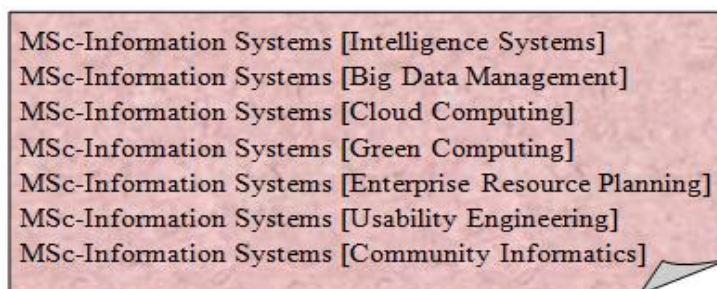 MSc-Information Systems [Intelligence Systems]
MSc-Information Systems [Big Data Management]
MSc-Information Systems [Cloud Computing]
MSc-Information Systems [Green Computing]
MSc-Information Systems [Enterprise Resource Planning]
MSc-Information Systems [Usability Engineering]
MSc-Information Systems [Community Informatics]